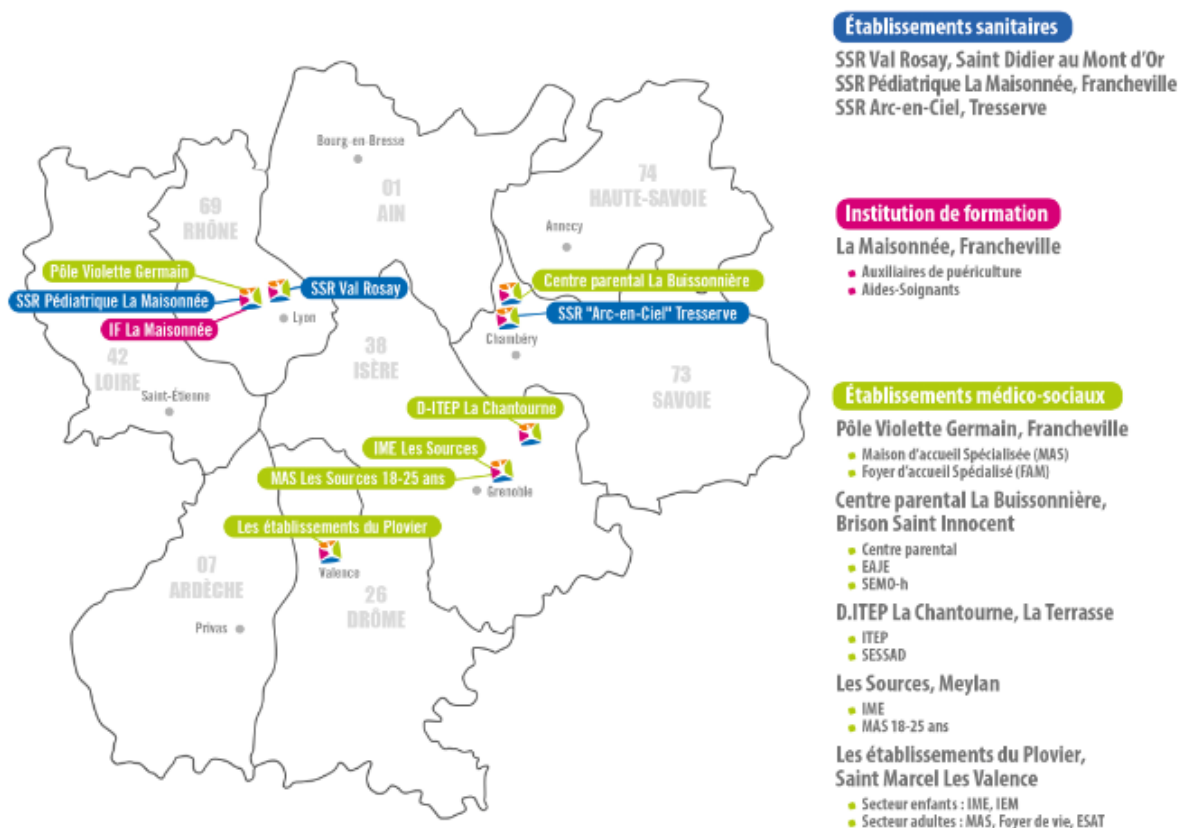 Bourg-en-Bresse
01
AIN
74
HAUTE-SAVOIE
69
RHÔNE
Annecy
Pôle Violette Germain
SSR Pédiatrique La Maisonnée
IF La Maisonnée
SSR Val Rosay
Lyon
Centre parental La Buissonnière
SSR "Arc-en-Ciel" Tresserve
Chambéry
42
LOIRE
38
ISÈRE
73
SAVOIE
Saint-Étienne
D-ITEP La Chantourne
IME Les Sources
MAS Les Sources 18-25 ans
Grenoble
Les établissements du Plovier
Valence
07
ARDÈCHE
26
DRÔME
Privas
Établissements sanitaires
SSR Val Rosay, Saint Didier au Mont d'Or
SSR Pédiatrique La Maisonnée, Francheville
SSR Arc-en-Ciel, Tresserve
Institution de formation
La Maisonnée, Francheville
Auxiliaires de puériculture
Aides-Soignants
Établissements médico-sociaux
Pôle Violette Germain, Francheville
Maison d'accueil Spécialisée (MAS)
Foyer d'accueil Spécialisé (FAM)
Centre parental La Buissonnière,
Brison Saint Innocent
Centre parental
EAJE
SEMO-h
D.ITEP La Chantourne, La Terrasse
ITEP
SESSAD
Les Sources, Meylan
IME
MAS 18-25 ans
Les établissements du Plovier,
Saint Marcel Les Valence
Secteur enfants : IME, IEM
Secteur adultes : MAS, Foyer de vie, ESAT